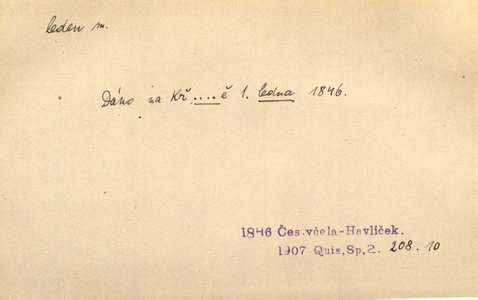 leden m.
Dáno na Kř....ě 1. ledna 1846.
1846 Čes.včela-Havlíček.
1907 Quis,Sp.2. 208.10